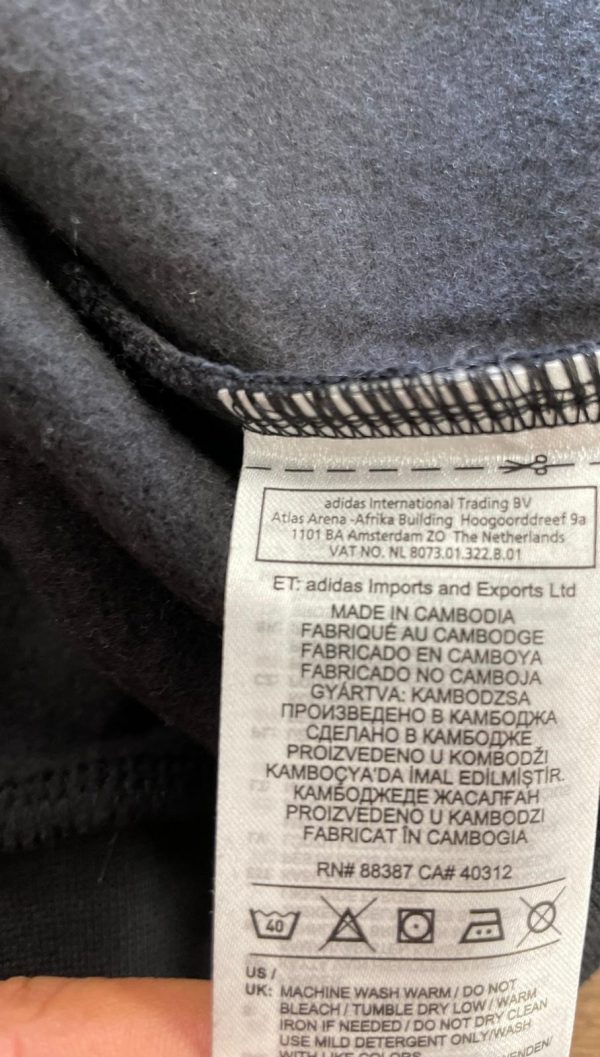 adidas International Trading BV
Atlas Arena -Afrika Building Hoogoorddreef 9a
1101 BA Amsterdam ZO The Netherlands
VAT NO. NL 8073.01.322.B.01
ET: adidas Imports and Exports Ltd
MADE IN CAMBODIA
FABRIQUÉ AU CAMBODGE
FABRICADO EN CAMBOYA
FABRICADO NO CAMBOJA
GYÁRTVA: KAMBODZSA
ПРОИЗВЕДЕНО В КАМБОДЖА
СДЕЛАНО В КАМБОДЖЕ
PROIZVEDENO U KOMBODŽI
KAMBOÇYA'DA İMAL EDİLMİŞTİR.
КАМБОДЖЕДЕ ЖАСАЛҒАН
PROIZVEDENO U KAMBODZI
FABRICAT ÎN CAMBOGIA
RN# 88387 CA# 40312
40
US /
UK: MACHINE WASH WARM / DO NOT
BLEACH / TUMBLE DRY LOW / WARM
IRON IF NEEDED / DO NOT DRY CLEAN
USE MILD DETERGENT ONLY/WASH
WITH LIKE COLORS